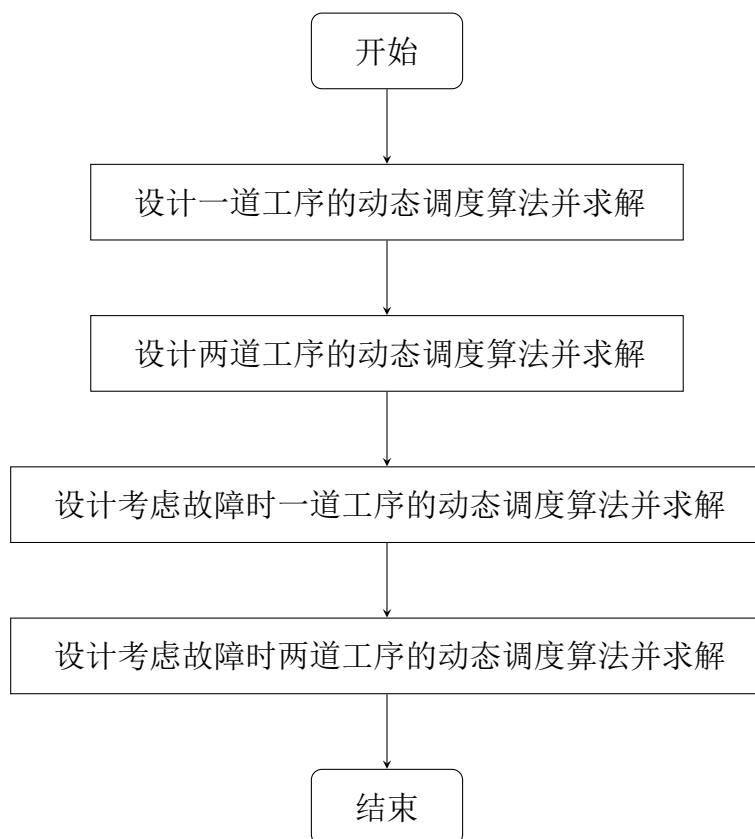 开始
设计一道工序的动态调度算法并求解
设计两道工序的动态调度算法并求解
设计考虑故障时一道工序的动态调度算法并求解
设计考虑故障时两道工序的动态调度算法并求解
结束